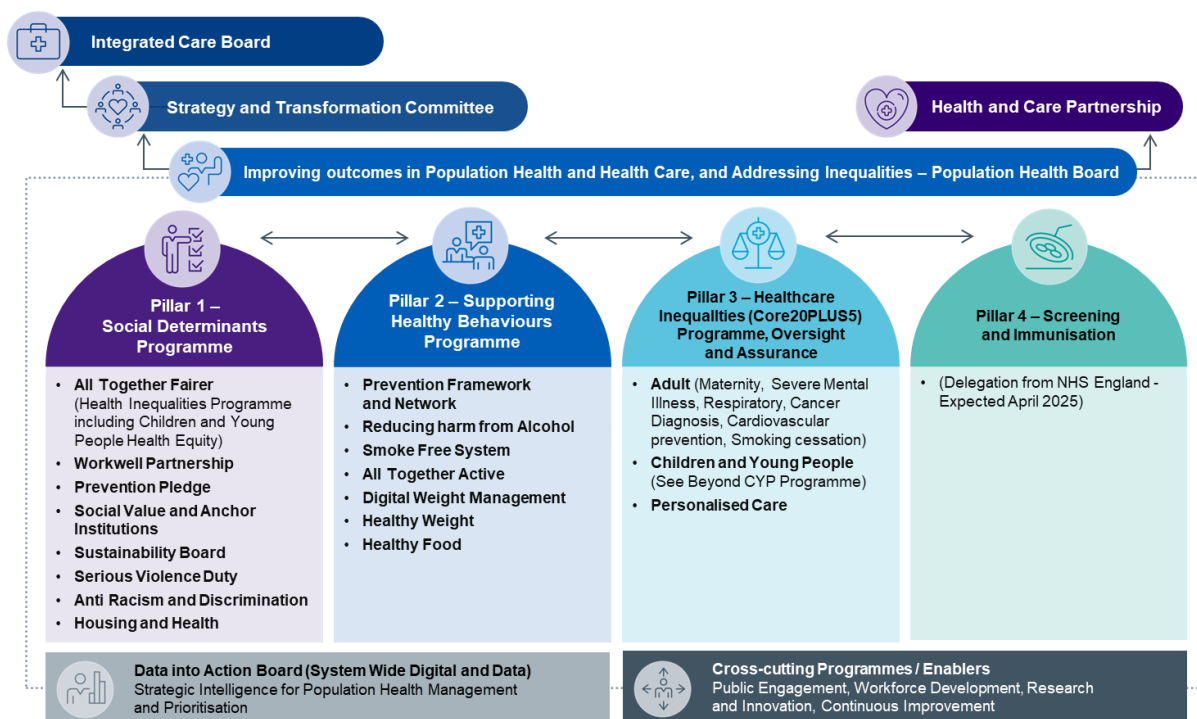 Integrated Care Board
Strategy and Transformation Committee
Health and Care Partnership
Improving outcomes in Population Health and Health Care, and Addressing Inequalities – Population Health Board
Pillar 1 –
Social Determinants
Programme
• All Together Fairer
(Health Inequalities Programme
including Children and Young
People Health Equity)
• Workwell Partnership
• Prevention Pledge
• Social Value and Anchor
Institutions
• Sustainability Board
• Serious Violence Duty
• Anti Racism and Discrimination
• Housing and Health
Pillar 2 – Supporting
Healthy Behaviours
Programme
• Prevention Framework
and Network
• Reducing harm from Alcohol
• Smoke Free System
• All Together Active
• Digital Weight Management
• Healthy Weight
• Healthy Food
Pillar 3 – Healthcare
Inequalities (Core20PLUS5)
Programme, Oversight
and Assurance
• Adult (Maternity, Severe Mental
Illness, Respiratory, Cancer
Diagnosis, Cardiovascular
prevention, Smoking cessation)
• Children and Young People
(See Beyond CYP Programme)
• Personalised Care
Pillar 4 – Screening
and Immunisation
• (Delegation from NHS England -
Expected April 2025)
Data into Action Board (System Wide Digital and Data)
Strategic Intelligence for Population Health Management
and Prioritisation
Cross-cutting Programmes / Enablers
Public Engagement, Workforce Development, Research
and Innovation, Continuous Improvement